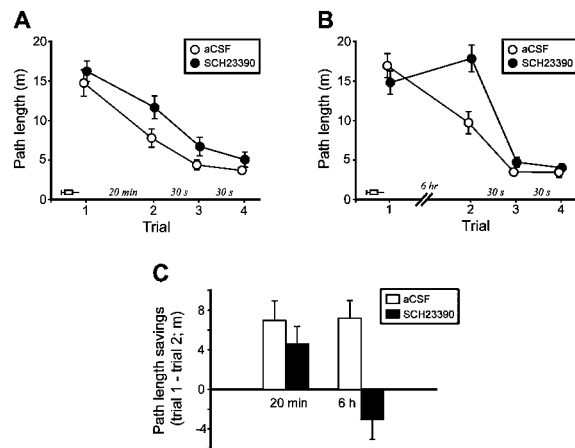 A
20
15
10
5
0
Path length (m)
aCSF
SCH23390
20 min
30 s
30 s
1
2
3
4
Trial
B
20
15
10
5
0
Path length (m)
aCSF
SCH23390
6 hr
30 s
30 s
1
2
3
4
Trial
C
8
4
0
-4
Path length savings
(trial 1 - trial 2; m)
aCSF
SCH23390
20 min
6 h